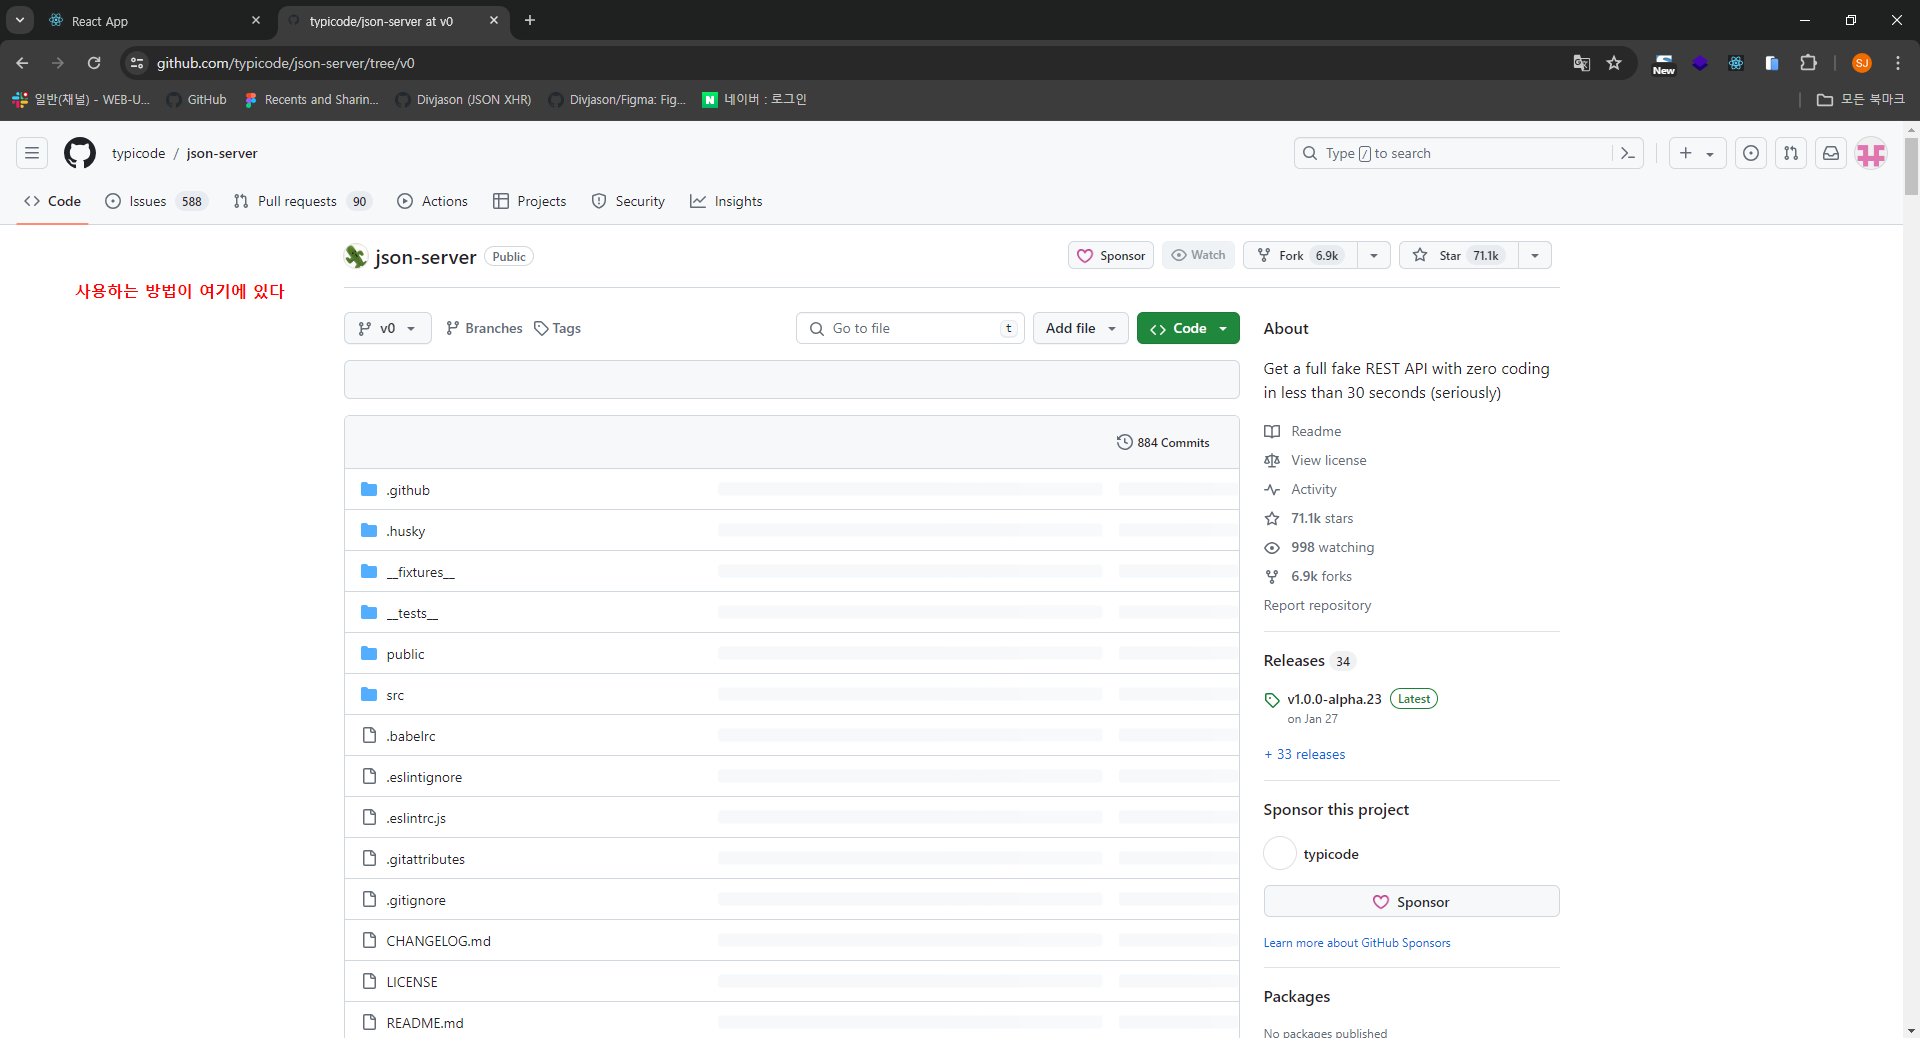 React App
typicode/json-server at v0
github.com/typicode/json-server/tree/v0
New
SJ
일반(채널) - WEB-U...
GitHub
Recents and Sharin...
Divjason (JSON XHR)
Divjason/Figma: Fig...
N 네이버 : 로그인
모든 북마크
typicode / json-server
Type / to search
Code
Issues 588
Pull requests 90
Actions
Projects
Security
Insights
json-server Public
Sponsor
Watch
Fork 6.9k
Star 71.1k
사용하는 방법이 여기에 있다
v0
Branches
Tags
Go to file t
Add file
Code
884 Commits
.github
.husky
__fixtures__
__tests__
public
src
.babelrc
.eslintignore
.eslintrc.js
.gitattributes
.gitignore
CHANGELOG.md
LICENSE
README.md
About
Get a full fake REST API with zero coding
in less than 30 seconds (seriously)
Readme
View license
Activity
71.1k stars
998 watching
6.9k forks
Report repository
Releases 34
v1.0.0-alpha.23 Latest
on Jan 27
+ 33 releases
Sponsor this project
typicode
Sponsor
Learn more about GitHub Sponsors
Packages
No packages published